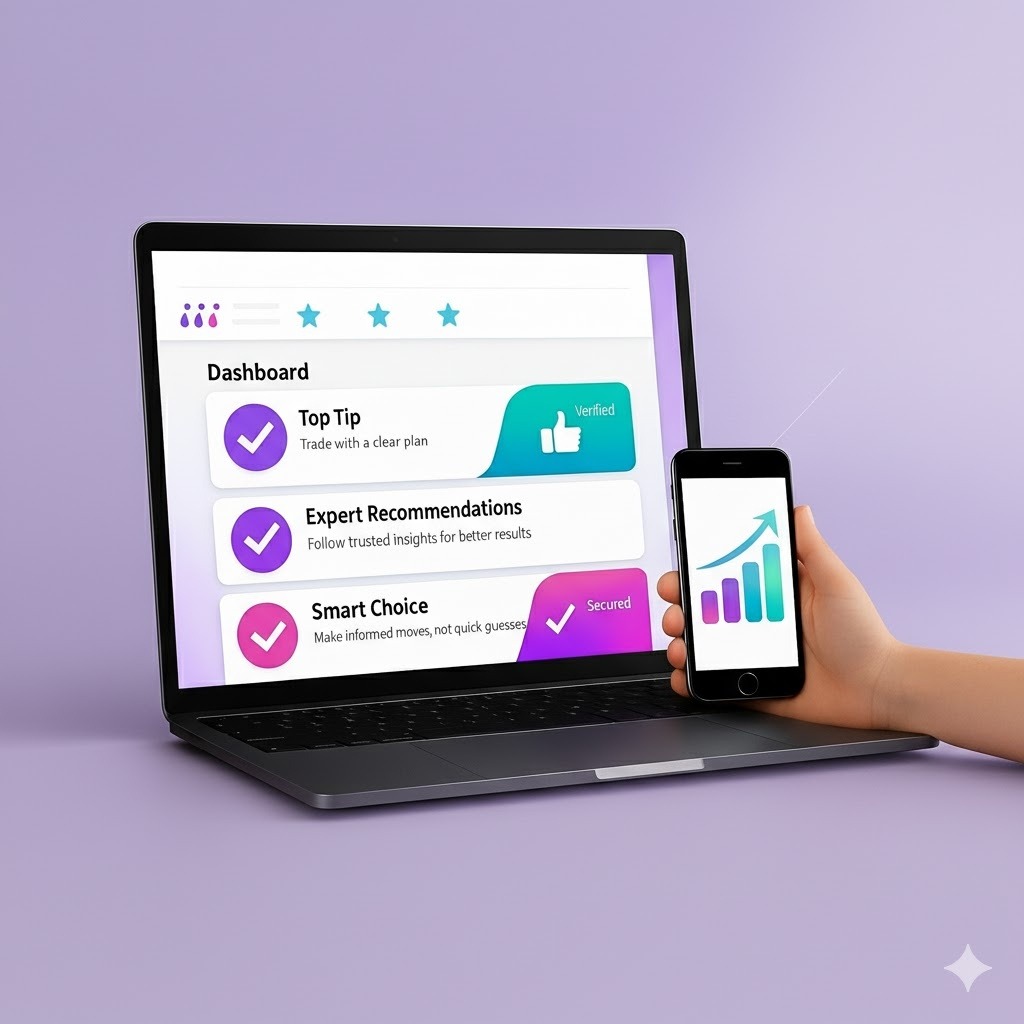 Dashboard
Top Tip
Trade with a clear plan
Verified
Expert Recommendations
Follow trusted insights for better results
Smart Choice
Make informed moves, not quick guesses
Secured